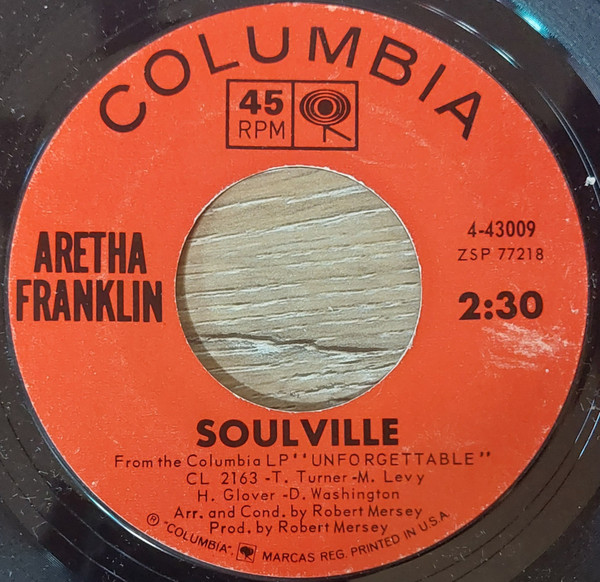 COLUMBIA
45
RPM
4-43009
ZSP 77218
2:30
ARETHA
FRANKLIN
SOULVILLE
From the Columbia LP ''UNFORGETTABLE''
CL 2163 -T. Turner -M. Levy
H. Glover -D. Washington
Arr. and Cond. by Robert Mersey
Prod. by Robert Mersey
Ⓟ "COLUMBIA". MARCAS REG. PRINTED IN U.S.A.